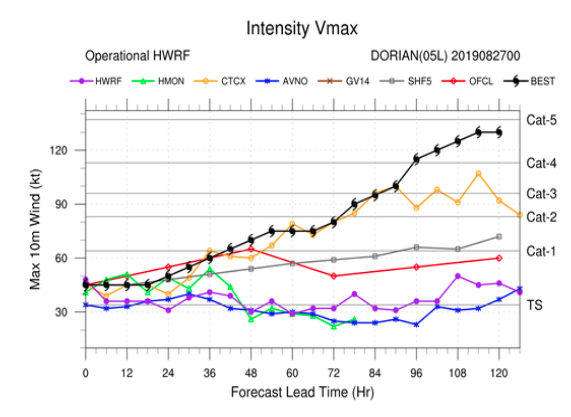 Intensity Vmax
Operational HWRF DORIAN(05L) 2019082700
HWRF HMON CTCX AVNO GV14 SHF5 OFCL BEST
Cat-5
120
Cat-4
Cat-3
90
Cat-2
Cat-1
60
TS
30
Max 10m Wind (kt)
0 12 24 36 48 60 72 84 96 108 120
Forecast Lead Time (Hr)